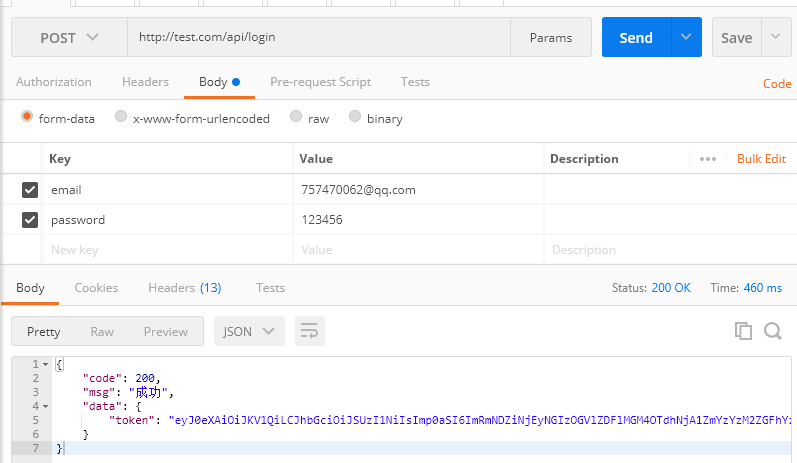 POST http://test.com/api/login Params Send Save
Authorization Headers Body Pre-request Script Tests Code
form-data x-www-form-urlencoded raw binary
Key Value Description ••• Bulk Edit
email 757470062@qq.com
password 123456
New key Value Description
Body Cookies Headers (13) Tests Status: 200 OK Time: 460 ms
Pretty Raw Preview JSON
1 {
2 "code": 200,
3 "msg": "成功",
4 "data": {
5 "token": "eyJ0eXAiOiJKV1QiLCJhbGciOiJSUzI1NiIsImp0aSI6ImRmNDZiNjEyNGIzOGVlZDFlMGM4OTdhNjA1ZmYzYzM2ZGFhYz
6 }
7 }